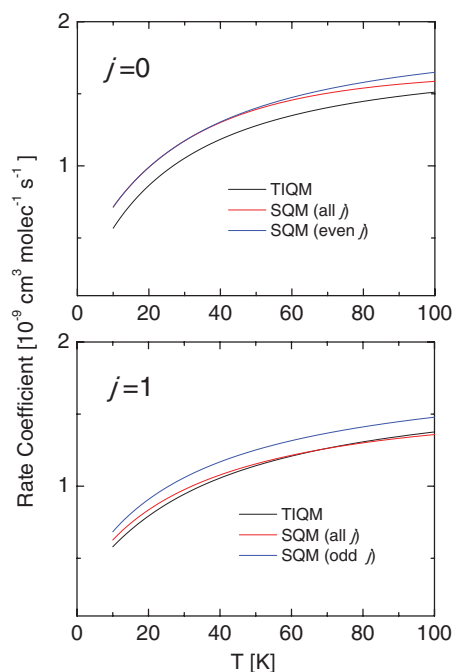 Rate Coefficient [10⁻⁹ cm³ molec⁻¹ s⁻¹]
2
j=0
1
TIQM
SQM (all j)
SQM (even j)
0 20 40 60 80 100
2
j=1
1
TIQM
SQM (all j)
SQM (odd j)
0 20 40 60 80 100
T [K]